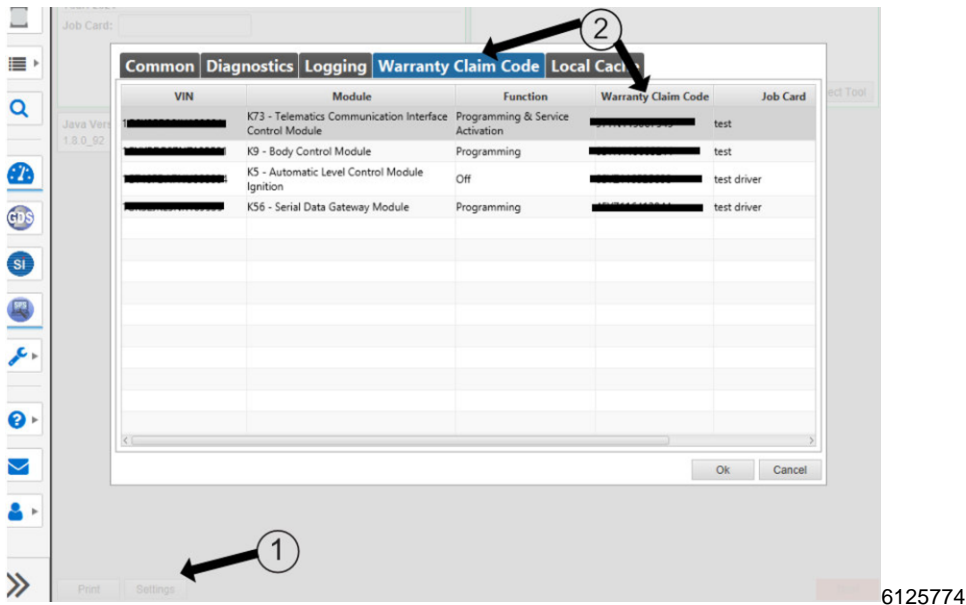 Job Card:
2
Common Diagnostics Logging Warranty Claim Code Local
VIN Module Function Warranty Claim Code Job Card
ect Tool
K73 - Telematics Communication Interface Control Module Programming & Service Activation test
Java Vers
1.8.0_92
K9 - Body Control Module Programming test
K5 - Automatic Level Control Module Ignition Off test driver
GDS
K56 - Serial Data Gateway Module Programming test driver
SI
SPS
Ok Cancel
1
Print Settings
6125774